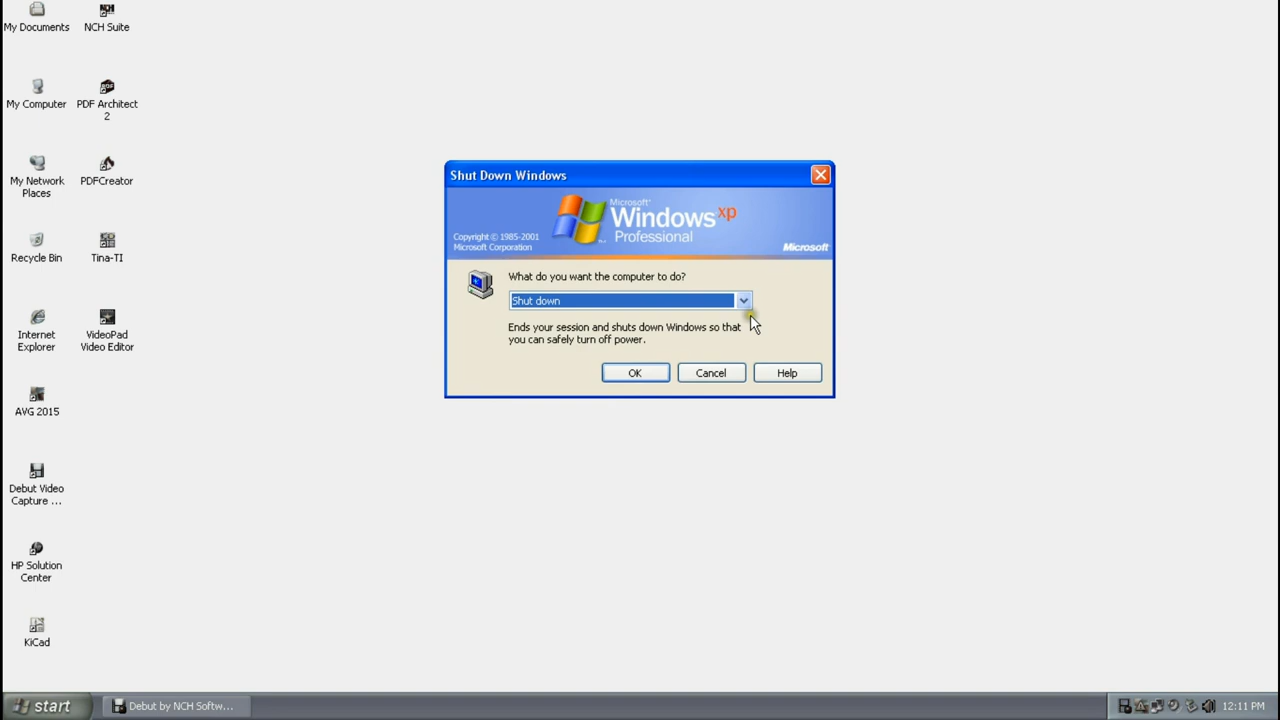 My Documents
NCH Suite
My Computer
PDF Architect
2
My Network
Places
PDFCreator
Recycle Bin
Tina-TI
Internet
Explorer
VideoPad
Video Editor
AVG 2015
Debut Video
Capture ...
HP Solution
Center
KiCad
Shut Down Windows
Copyright © 1985-2001
Microsoft Corporation
Microsoft®
Windows xp
Professional
Microsoft
What do you want the computer to do?
Shut down
Ends your session and shuts down Windows so that
you can safely turn off power.
OK
Cancel
Help
start
Debut by NCH Softw...
12:11 PM